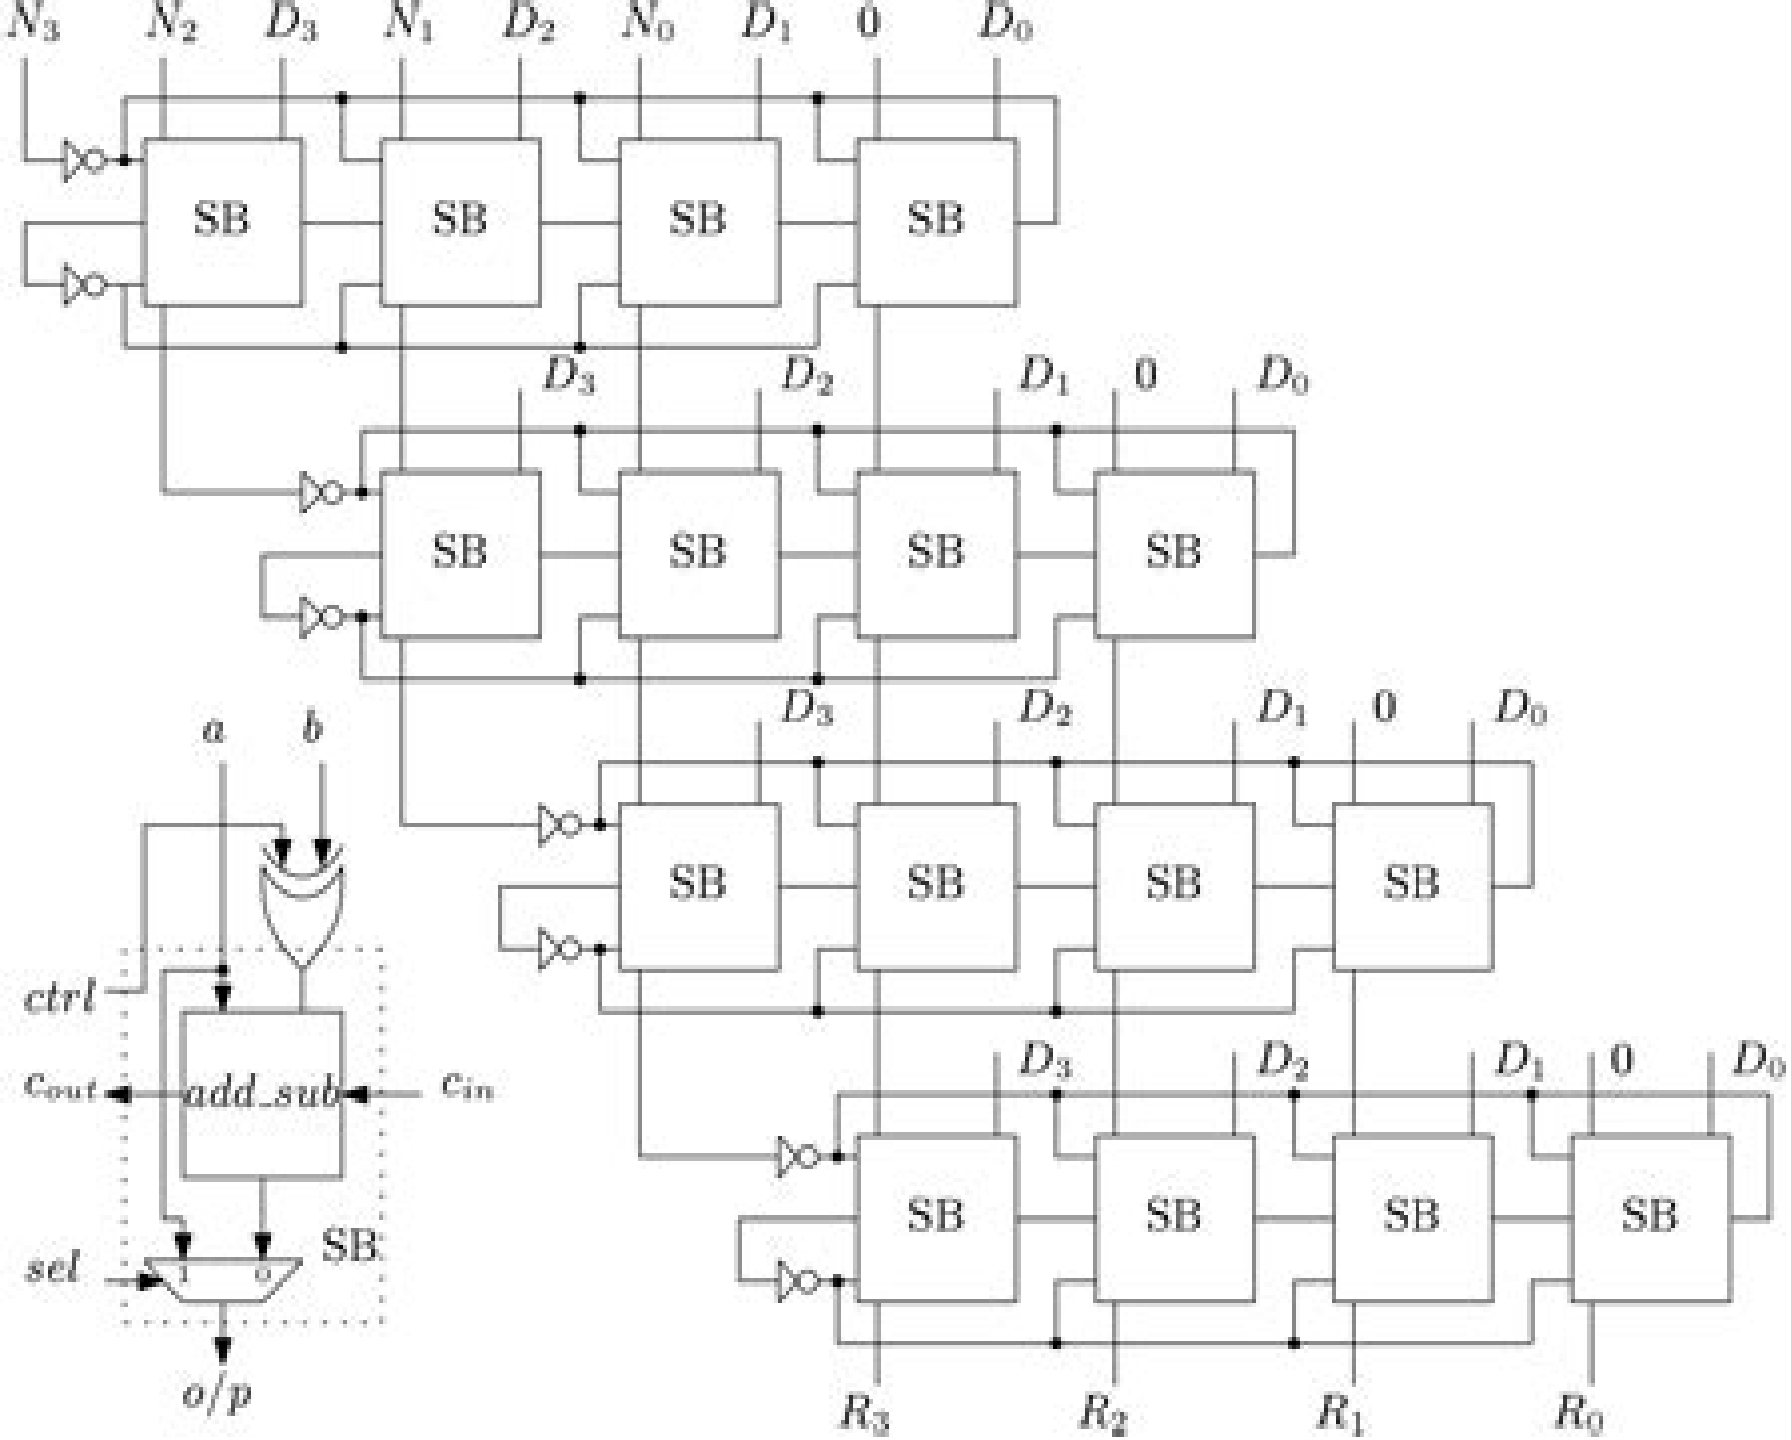 N₃ N₂ D₃ N₁ D₂ N₀ D₁ 0 D₀
SB SB SB SB
D₃ D₂ D₁ 0 D₀
SB SB SB SB
D₃ D₂ D₁ 0 D₀
SB SB SB SB
D₃ D₂ D₁ 0 D₀
SB SB SB SB
R₃ R₂ R₁ R₀
a b
ctrl
c_out add_sub c_in
SB
sel 1 0
o/p